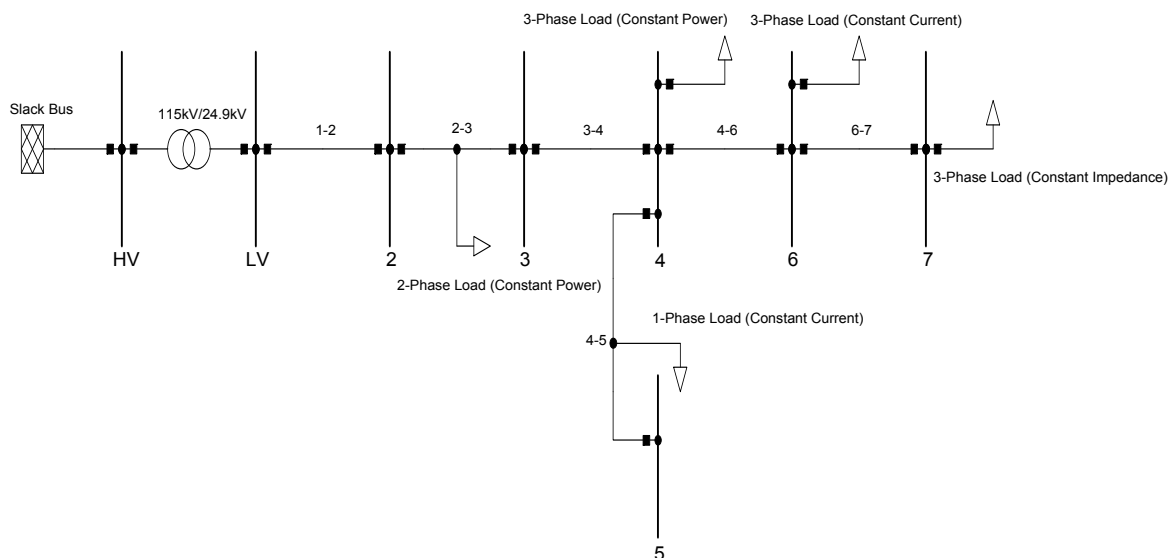 3-Phase Load (Constant Power)
3-Phase Load (Constant Current)
Slack Bus
115kV/24.9kV
1-2
2-3
3-4
4-6
6-7
3-Phase Load (Constant Impedance)
HV
LV
2
3
4
6
7
2-Phase Load (Constant Power)
1-Phase Load (Constant Current)
4-5
5